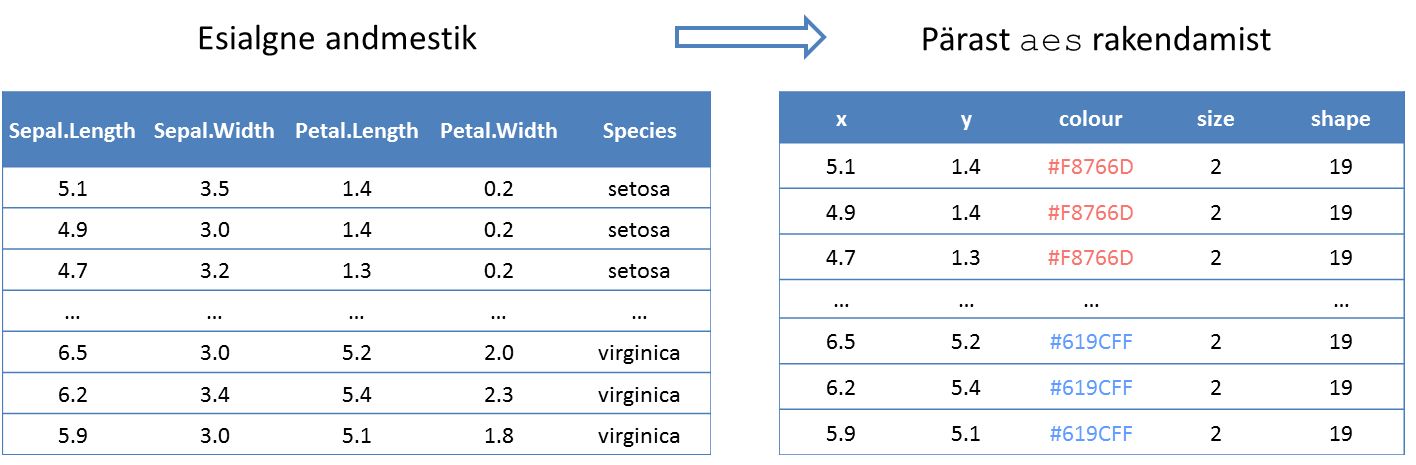 Esialgne andmestik
Pärast aes rakendamist
Sepal.Length Sepal.Width Petal.Length Petal.Width Species
5.1 3.5 1.4 0.2 setosa
4.9 3.0 1.4 0.2 setosa
4.7 3.2 1.3 0.2 setosa
... ... ... ... ...
6.5 3.0 5.2 2.0 virginica
6.2 3.4 5.4 2.3 virginica
5.9 3.0 5.1 1.8 virginica
x y colour size shape
5.1 1.4 #F8766D 2 19
4.9 1.4 #F8766D 2 19
4.7 1.3 #F8766D 2 19
... ... ... ...
6.5 5.2 #619CFF 2 19
6.2 5.4 #619CFF 2 19
5.9 5.1 #619CFF 2 19